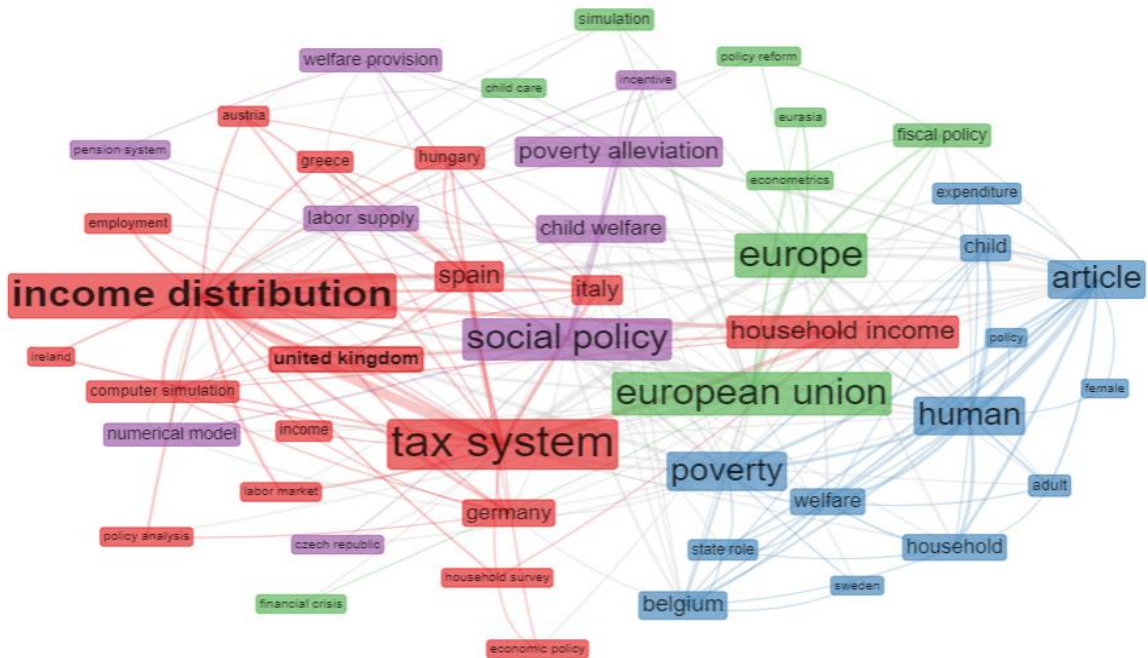 simulation
welfare provision
policy reform
incentive
child care
austria
eurasia
fiscal policy
pension system
greece
hungary
poverty alleviation
econometrics
expenditure
employment
labor supply
child welfare
child
europe
article
spain
italy
income distribution
household income
social policy
policy
ireland
united kingdom
female
computer simulation
european union
human
numerical model
income
tax system
poverty
labor market
welfare
adult
germany
policy analysis
czech republic
state role
household
household survey
sweden
financial crisis
belgium
economic policy